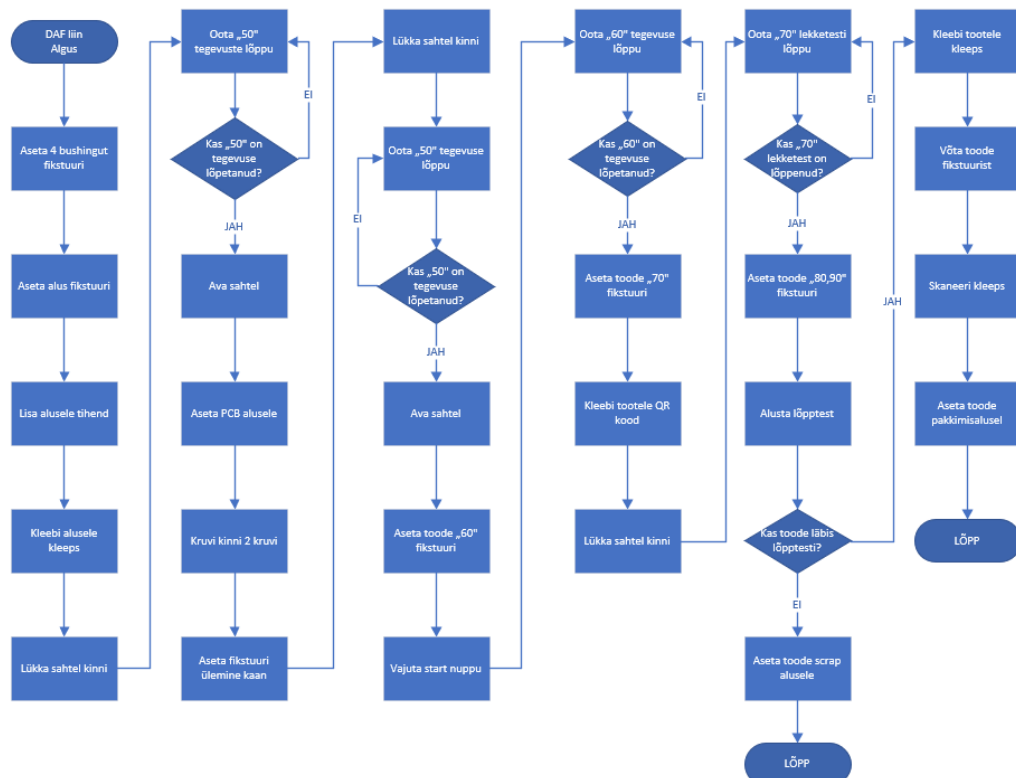 DAF liin
Algus
Aseta 4 bushingut
fikstuuri
Aseta alus fikstuuri
Lisa alusele tihend
Kleebi alusele
kleeps
Lükka sahtel kinni
Oota „50"
tegevuste lõppu
EI
Kas „50" on
tegevuse
lõpetanud?
JAH
Ava sahtel
Aseta PCB alusele
Kruvi kinni 2 kruvi
Aseta fikstuuri
ülemine kaan
Lükka sahtel kinni
Oota „50" tegevuse
lõppu
EI
Kas „50" on
tegevuse
lõpetanud?
JAH
Ava sahtel
Aseta toode „60"
fikstuuri
Vajuta start nuppu
Oota „60" tegevuse
lõppu
EI
Kas „60" on
tegevuse
lõpetanud?
JAH
Aseta toode „70"
fikstuuri
Kleebi tootele QR
kood
Lükka sahtel kinni
Oota „70" lekketesti
lõppu
EI
Kas „70"
lekketest on
lõppenud?
JAH
Aseta toode „80,90"
fikstuuri
Alusta lõpptest
Kas toode läbis
lõpptesti?
EI
Aseta toode scrap
alusele
LÕPP
JAH
Kleebi tootele
kleeps
Võta toode
fikstuurist
Skaneeri kleeps
Aseta toode
pakkimisalusel
LÕPP